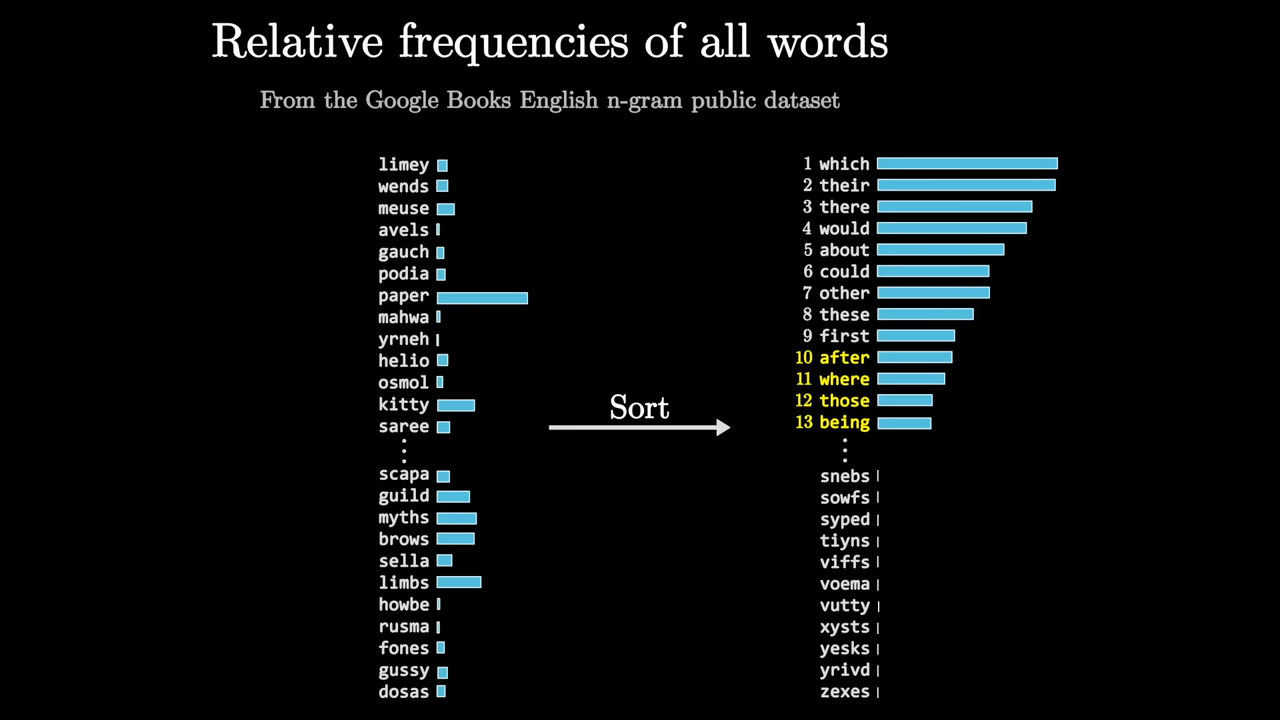 Relative frequencies of all words
From the Google Books English n-gram public dataset
limey
wends
meuse
avels
gauch
podia
paper
mahwa
yrneh
helio
osmol
kitty
saree
⋮
scapa
guild
myths
brows
sella
limbs
howbe
rusma
fones
gussy
dosas
Sort
1 which
2 their
3 there
4 would
5 about
6 could
7 other
8 these
9 first
10 after
11 where
12 those
13 being
⋮
snebs
sowfs
syped
tiyns
viffs
voema
vutty
xysts
yesks
yrivd
zexes